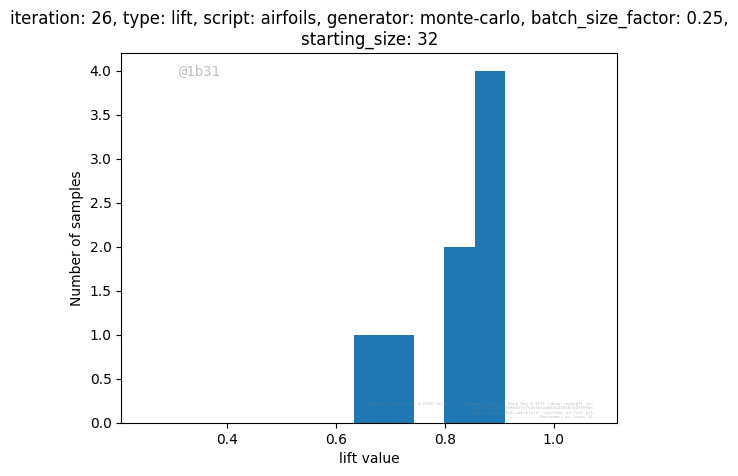 iteration: 26, type: lift, script: airfoils, generator: monte-carlo, batch_size_factor: 0.25,
starting_size: 32
@1b31
4.0
3.5
3.0
2.5
2.0
1.5
1.0
0.5
0.0
Number of samples
0.4 0.6 0.8 1.0
lift value